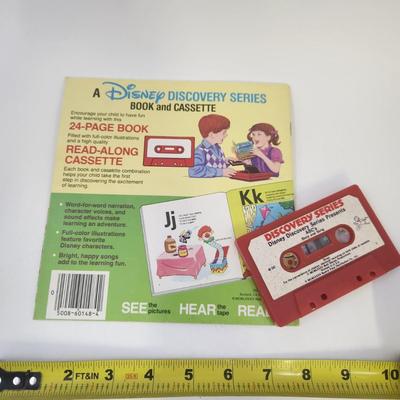 A Disney DISCOVERY SERIES
BOOK and CASSETTE
Encourage your child to have fun
while learning with this
24-PAGE BOOK
Filled with full-color illustrations
and a high quality
READ-ALONG
CASSETTE
Each book and cassette combination
helps your child take the first
step in discovering the excitement
of learning.
• Word-for-word narration,
character voices, and
sound effects make
learning an adventure.
• Full-color illustrations
feature favorite
Disney characters.
• Bright, happy songs
add to the learning fun.
Jj
Kk
0
5008-60148-4
SEE the pictures
HEAR the tape
READ
DISCOVERY SERIES
Disney Discovery Series Presents
ABC's
2 FT&IN 3 4 5 6 7 8 9 10